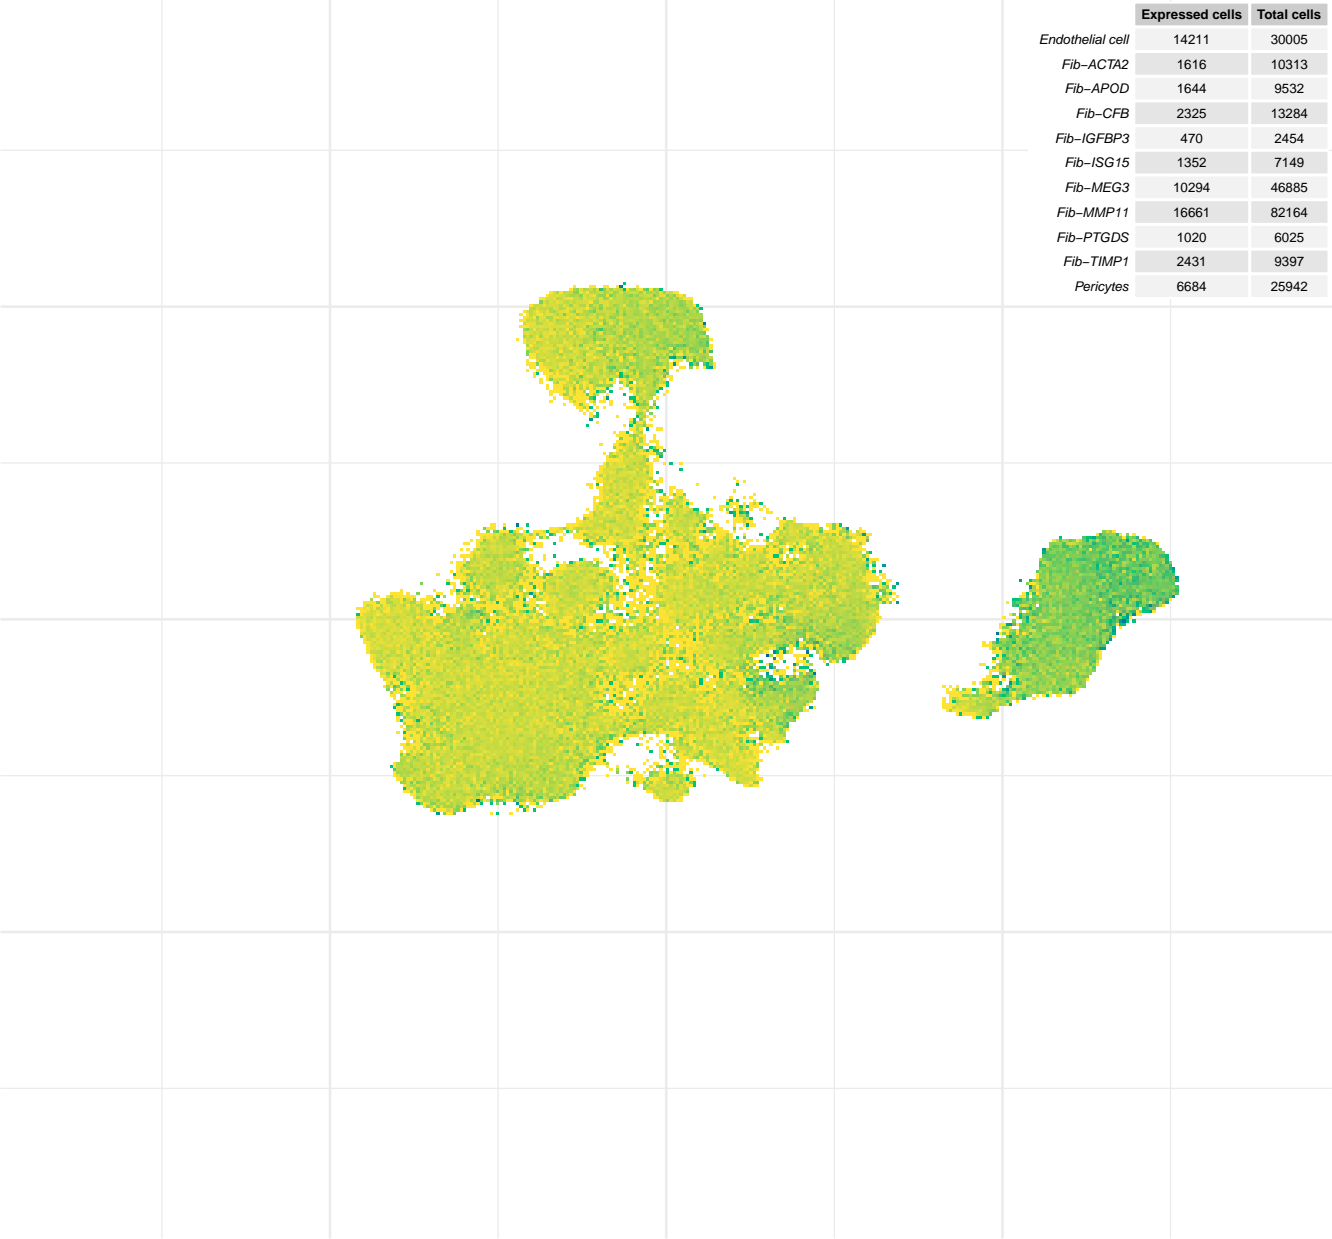 Expressed cells Total cells
Endothelial cell 14211 30005
Fib−ACTA2 1616 10313
Fib−APOD 1644 9532
Fib−CFB 2325 13284
Fib−IGFBP3 470 2454
Fib−ISG15 1352 7149
Fib−MEG3 10294 46885
Fib−MMP11 16661 82164
Fib−PTGDS 1020 6025
Fib−TIMP1 2431 9397
Pericytes 6684 25942